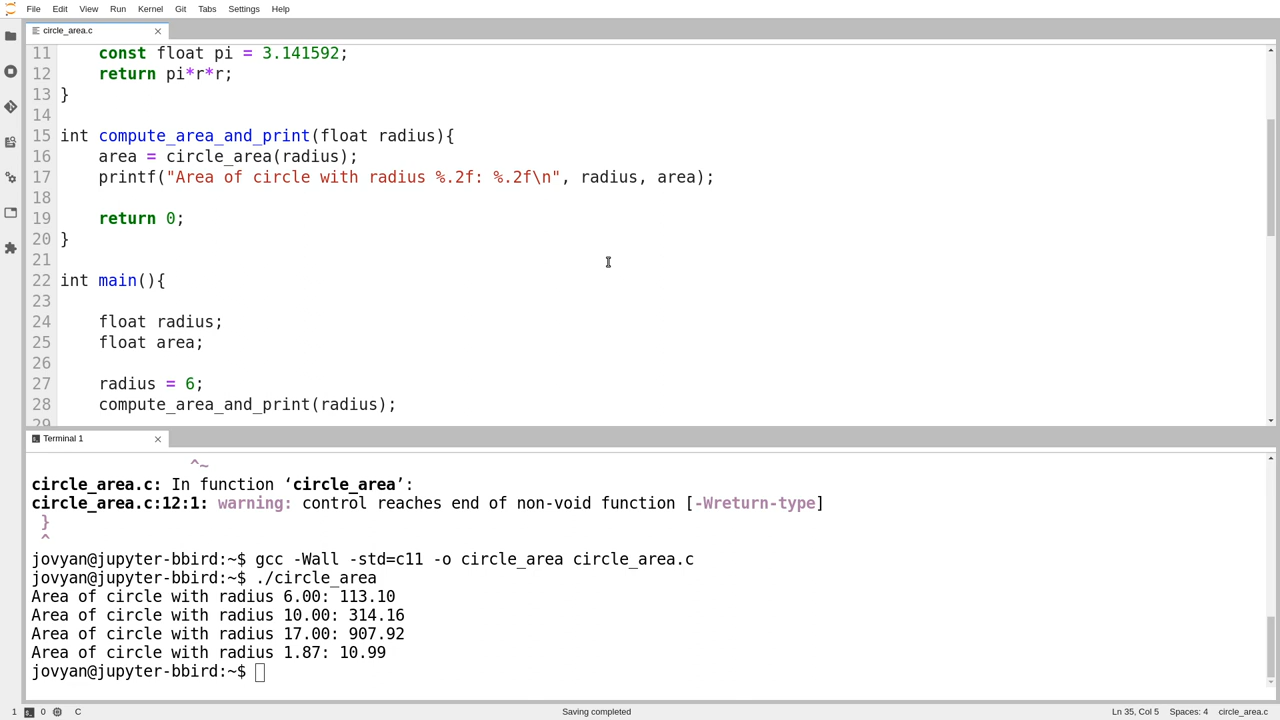 File Edit View Run Kernel Git Tabs Settings Help
circle_area.c
11 const float pi = 3.141592;
12 return pi*r*r;
13 }
14
15 int compute_area_and_print(float radius){
16 area = circle_area(radius);
17 printf("Area of circle with radius %.2f: %.2f\n", radius, area);
18
19 return 0;
20 }
21
22 int main(){
23
24 float radius;
25 float area;
26
27 radius = 6;
28 compute_area_and_print(radius);
29
Terminal 1
^~
circle_area.c: In function ‘circle_area’:
circle_area.c:12:1: warning: control reaches end of non-void function [-Wreturn-type]
}
^
jovyan@jupyter-bbird:~$ gcc -Wall -std=c11 -o circle_area circle_area.c
jovyan@jupyter-bbird:~$ ./circle_area
Area of circle with radius 6.00: 113.10
Area of circle with radius 10.00: 314.16
Area of circle with radius 17.00: 907.92
Area of circle with radius 1.87: 10.99
jovyan@jupyter-bbird:~$
1 0 C Saving completed Ln 35, Col 5 Spaces: 4 circle_area.c